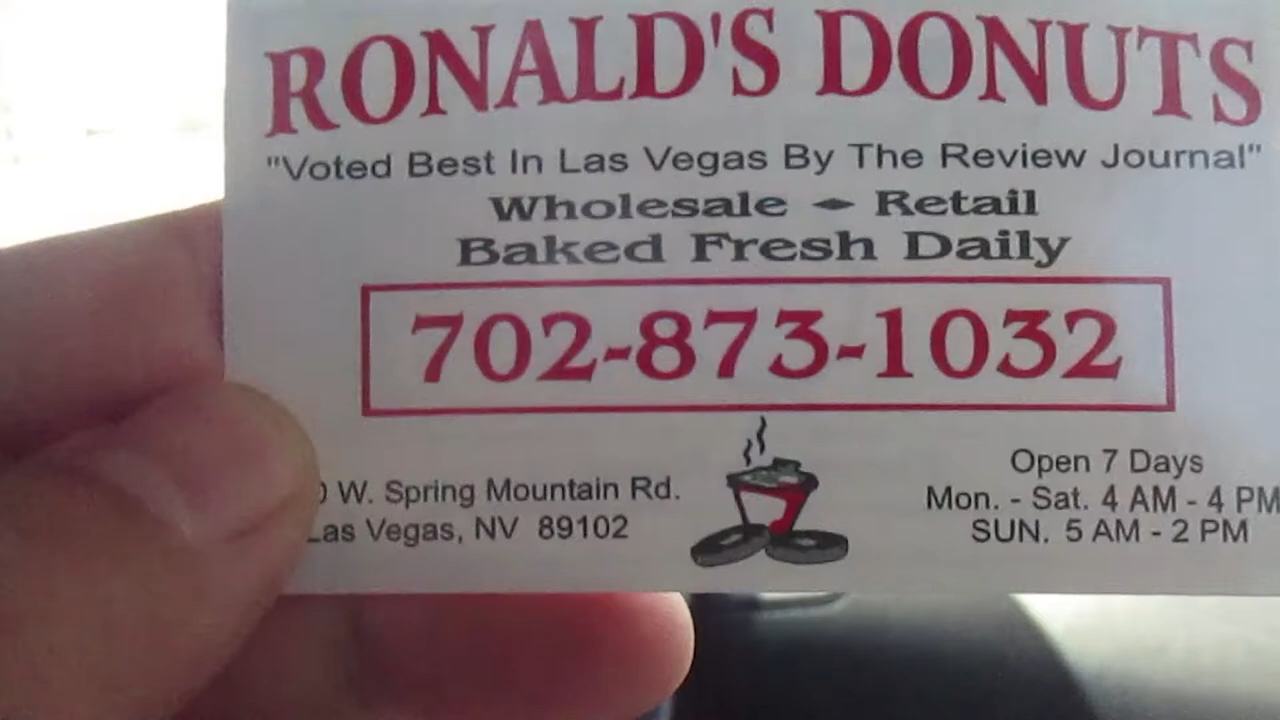 RONALD'S DONUTS
"Voted Best In Las Vegas By The Review Journal"
Wholesale - Retail
Baked Fresh Daily
702-873-1032
0 W. Spring Mountain Rd.
Las Vegas, NV 89102
Open 7 Days
Mon. - Sat. 4 AM - 4 PM
SUN. 5 AM - 2 PM